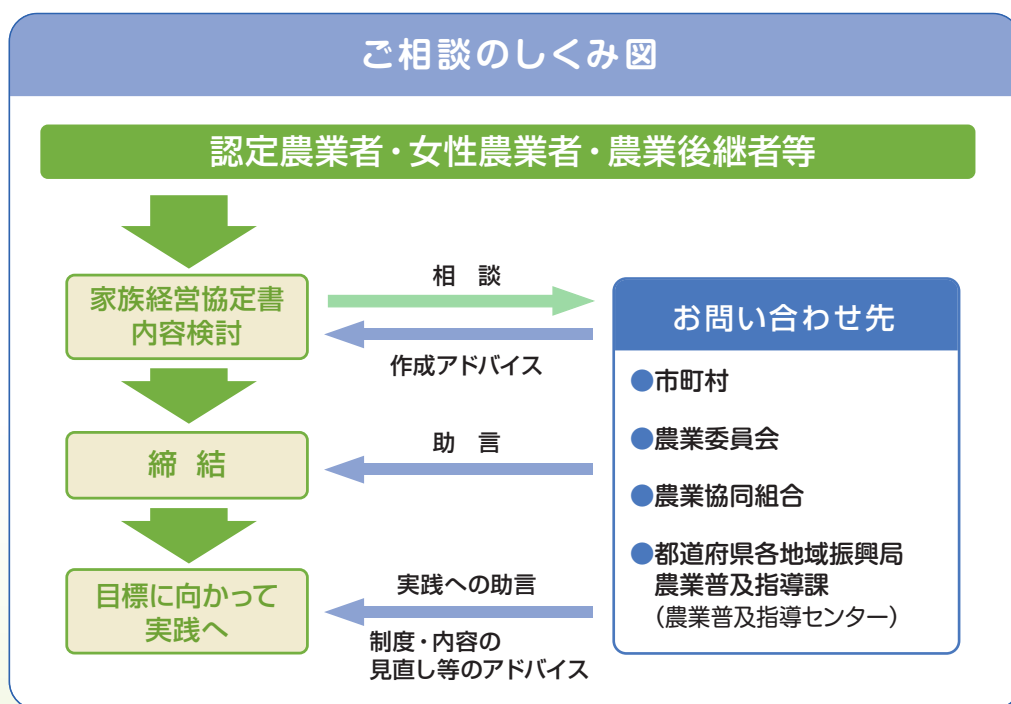 ご相談のしくみ図
認定農業者・女性農業者・農業後継者等
家族経営協定書
内容検討
相　談
作成アドバイス
締　結
助　言
目標に向かって
実践へ
実践への助言
制度・内容の
見直し等のアドバイス
お問い合わせ先
●市町村
●農業委員会
●農業協同組合
●都道府県各地域振興局
農業普及指導課
（農業普及指導センター）